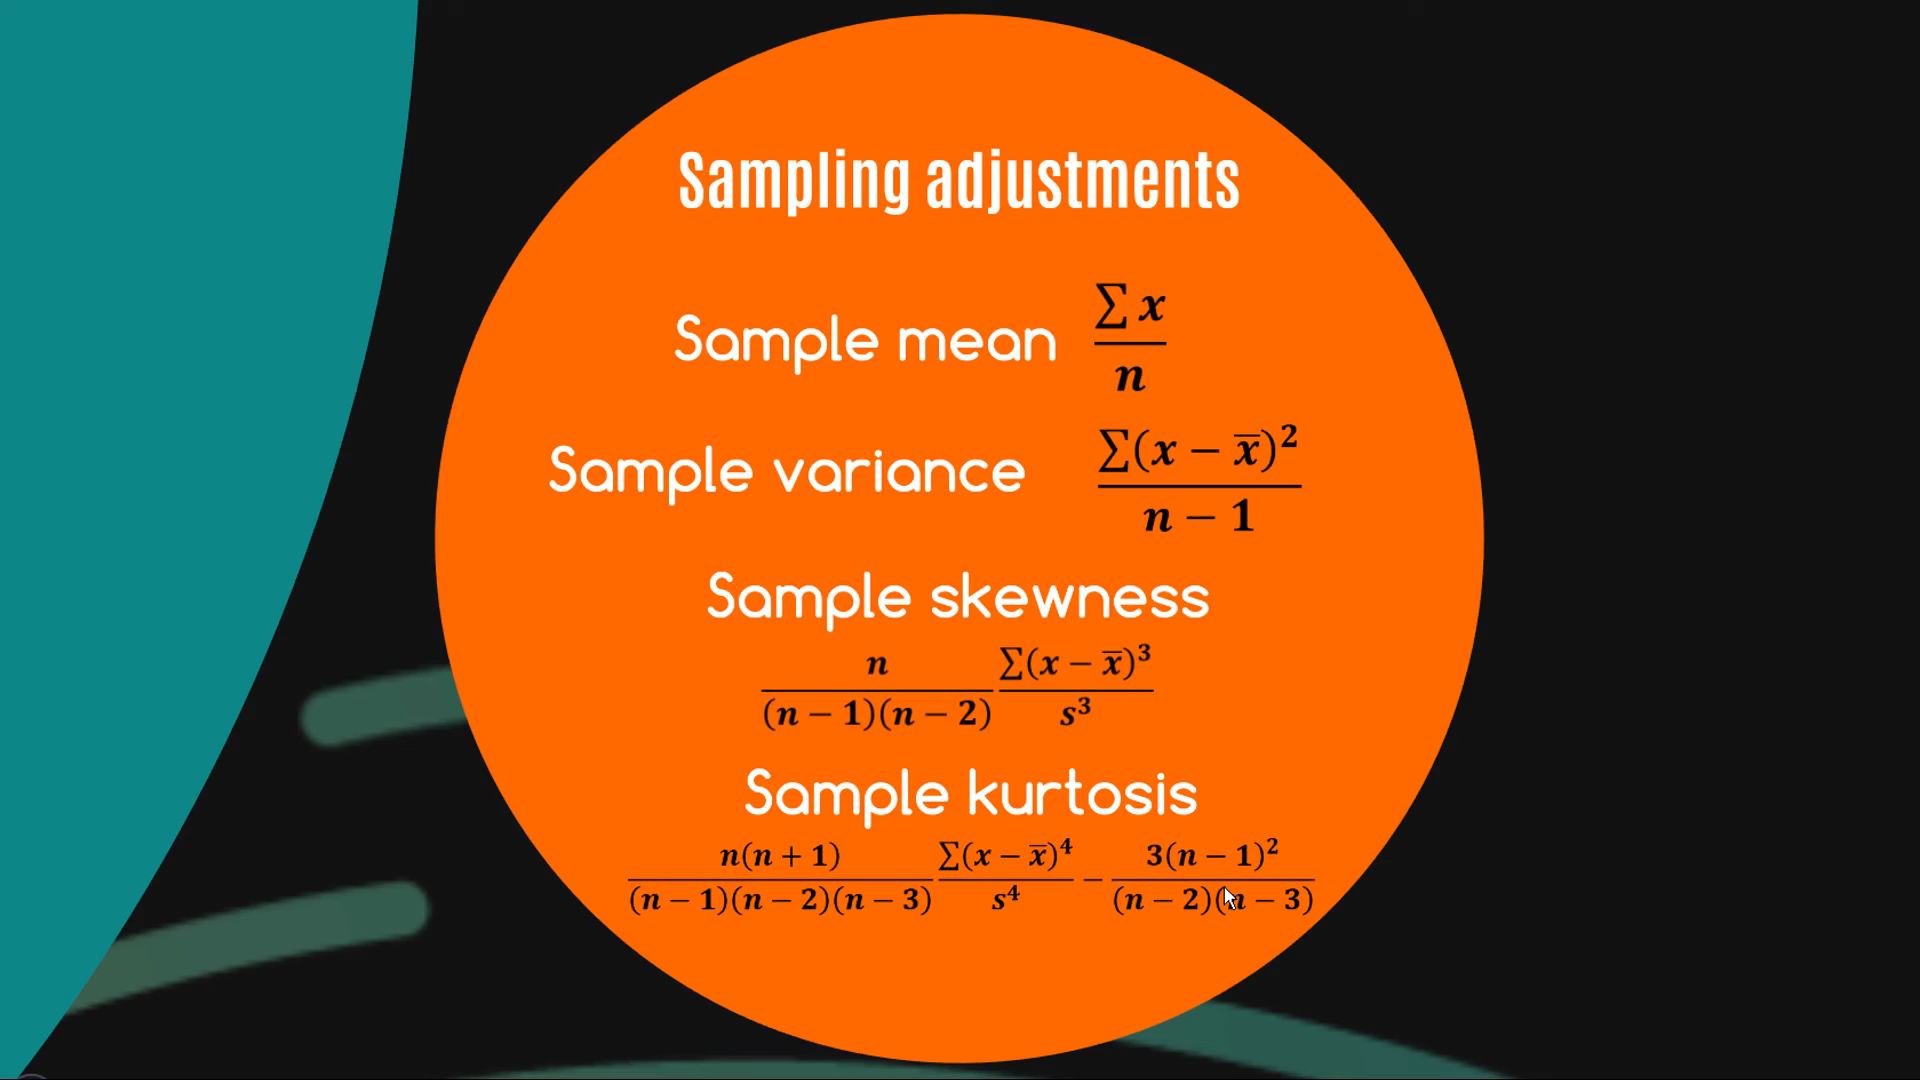 Sampling adjustments
Sample mean ∑x / n
Sample variance ∑(x − x̅)² / n − 1
Sample skewness
n / (n − 1)(n − 2) ∑(x − x̅)³ / s³
Sample kurtosis
n(n + 1) / (n − 1)(n − 2)(n − 3) ∑(x − x̅)⁴ / s⁴ − 3(n − 1)² / (n − 2)(n − 3)